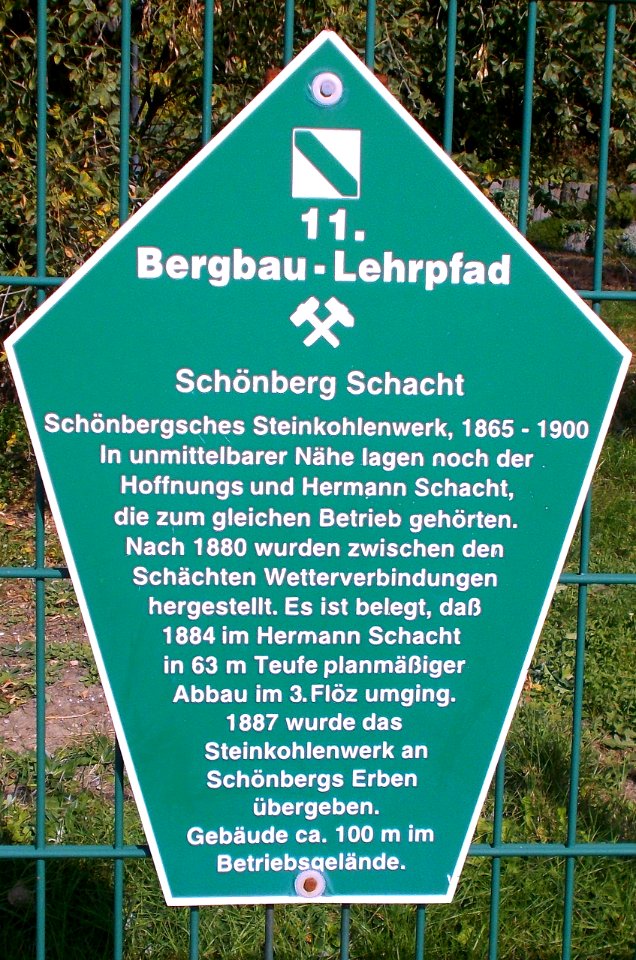 11.
Bergbau - Lehrpfad
Schönberg Schacht
Schönbergsches Steinkohlenwerk, 1865 - 1900
In unmittelbarer Nähe lagen noch der
Hoffnungs und Hermann Schacht,
die zum gleichen Betrieb gehörten.
Nach 1880 wurden zwischen den
Schächten Wetterverbindungen
hergestellt. Es ist belegt, daß
1884 im Hermann Schacht
in 63 m Teufe planmäßiger
Abbau im 3. Flöz umging.
1887 wurde das
Steinkohlenwerk an
Schönbergs Erben
übergeben.
Gebäude ca. 100 m im
Betriebsgelände.